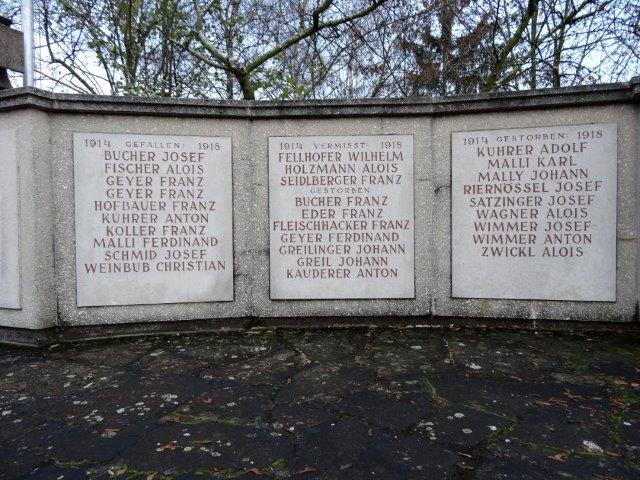 1914 GEFALLEN: 1918
BUCHER JOSEF
FISCHER ALOIS
GEYER FRANZ
GEYER FRANZ
HOFBAUER FRANZ
KUHRER ANTON
KOLLER FRANZ
MALLI FERDINAND
SCHMID JOSEF
WEINBUB CHRISTIAN
1914 VERMISST: 1918
FELLHOFER WILHELM
HOLZMANN ALOIS
SEIDLBERGER FRANZ
GESTORBEN
BUCHER FRANZ
EDER FRANZ
FLEISCHHACKER FRANZ
GEYER FERDINAND
GREILINGER JOHANN
GREIL JOHANN
KAUDERER ANTON
1914 GESTORBEN: 1918
KUHRER ADOLF
MALLI KARL
MALLY JOHANN
RIERNÖSSEL JOSEF
SATZINGER JOSEF
WAGNER ALOIS
WIMMER JOSEF
WIMMER ANTON
ZWICKL ALOIS